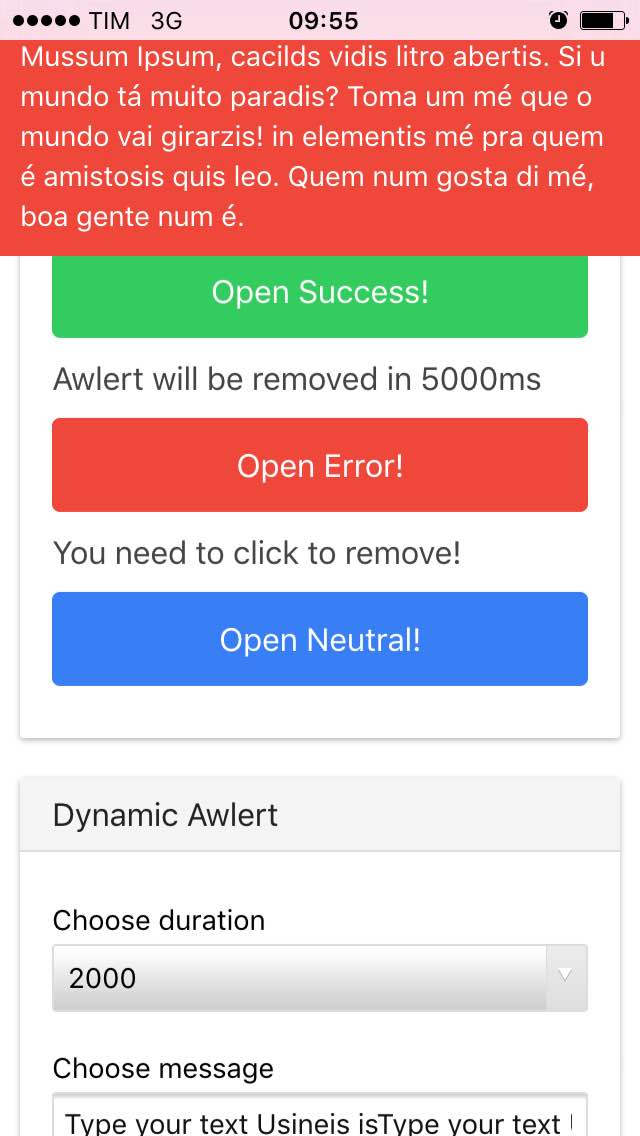 TIM 3G 09:55
Mussum Ipsum, cacilds vidis litro abertis. Si u
mundo tá muito paradis? Toma um mé que o
mundo vai girarzis! in elementis mé pra quem
é amistosis quis leo. Quem num gosta di mé,
boa gente num é.
Open Success!
Awlert will be removed in 5000ms
Open Error!
You need to click to remove!
Open Neutral!
Dynamic Awlert
Choose duration
2000
Choose message
Type your text Usineis isType your text